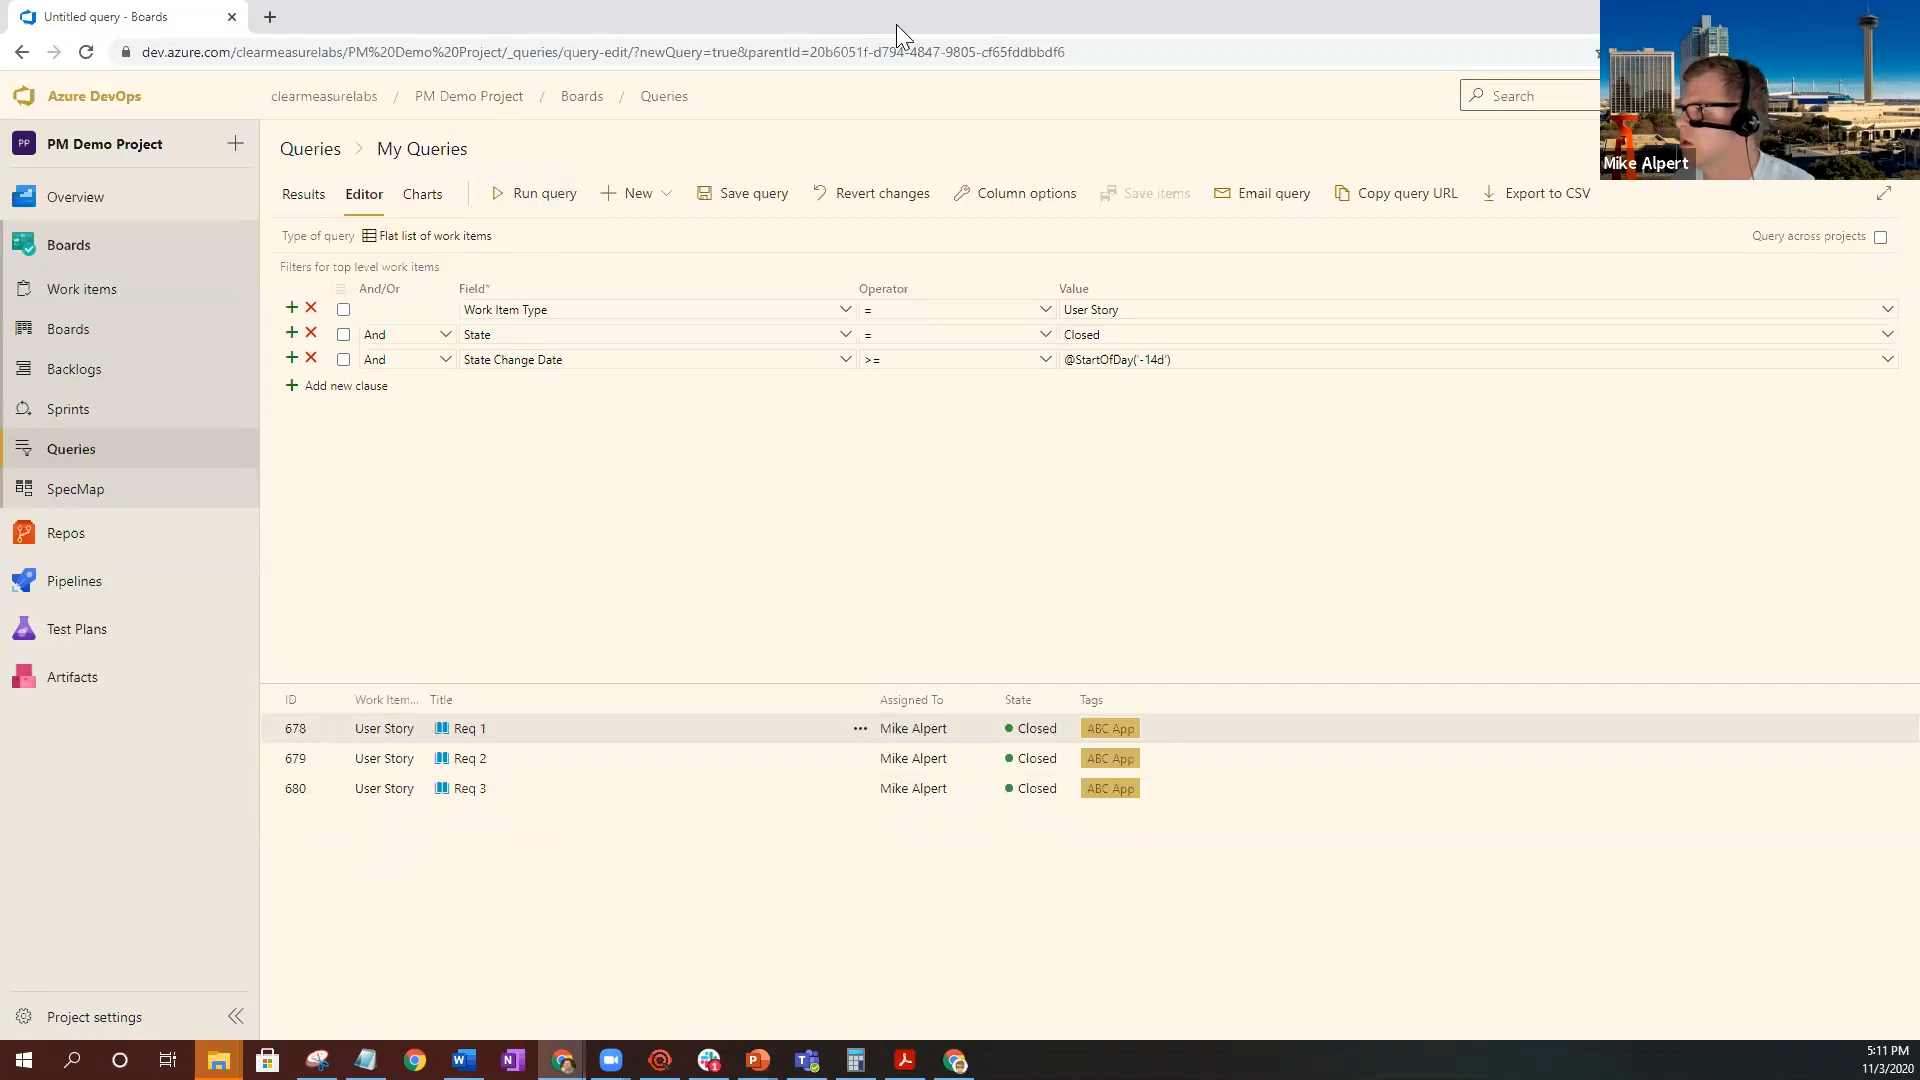 Untitled query - Boards
dev.azure.com/clearmeasurelabs/PM%20Demo%20Project/_queries/query-edit/?newQuery=true&parentId=20b6051f-d794-4847-9805-cf65fddbbdf6
Azure DevOps
clearmeasurelabs / PM Demo Project / Boards / Queries
Search
Mike Alpert
PP PM Demo Project
Overview
Boards
Work items
Boards
Backlogs
Sprints
Queries
SpecMap
Repos
Pipelines
Test Plans
Artifacts
Project settings
Queries > My Queries
Results Editor Charts Run query New Save query Revert changes Column options Save items Email query Copy query URL Export to CSV
Type of query Flat list of work items Query across projects
Filters for top level work items
And/Or Field* Operator Value
Work Item Type = User Story
And State = Closed
And State Change Date >= @StartOfDay('-14d')
Add new clause
ID Work Item... Title Assigned To State Tags
678 User Story Req 1 ... Mike Alpert Closed ABC App
679 User Story Req 2 Mike Alpert Closed ABC App
680 User Story Req 3 Mike Alpert Closed ABC App
5:11 PM
11/3/2020